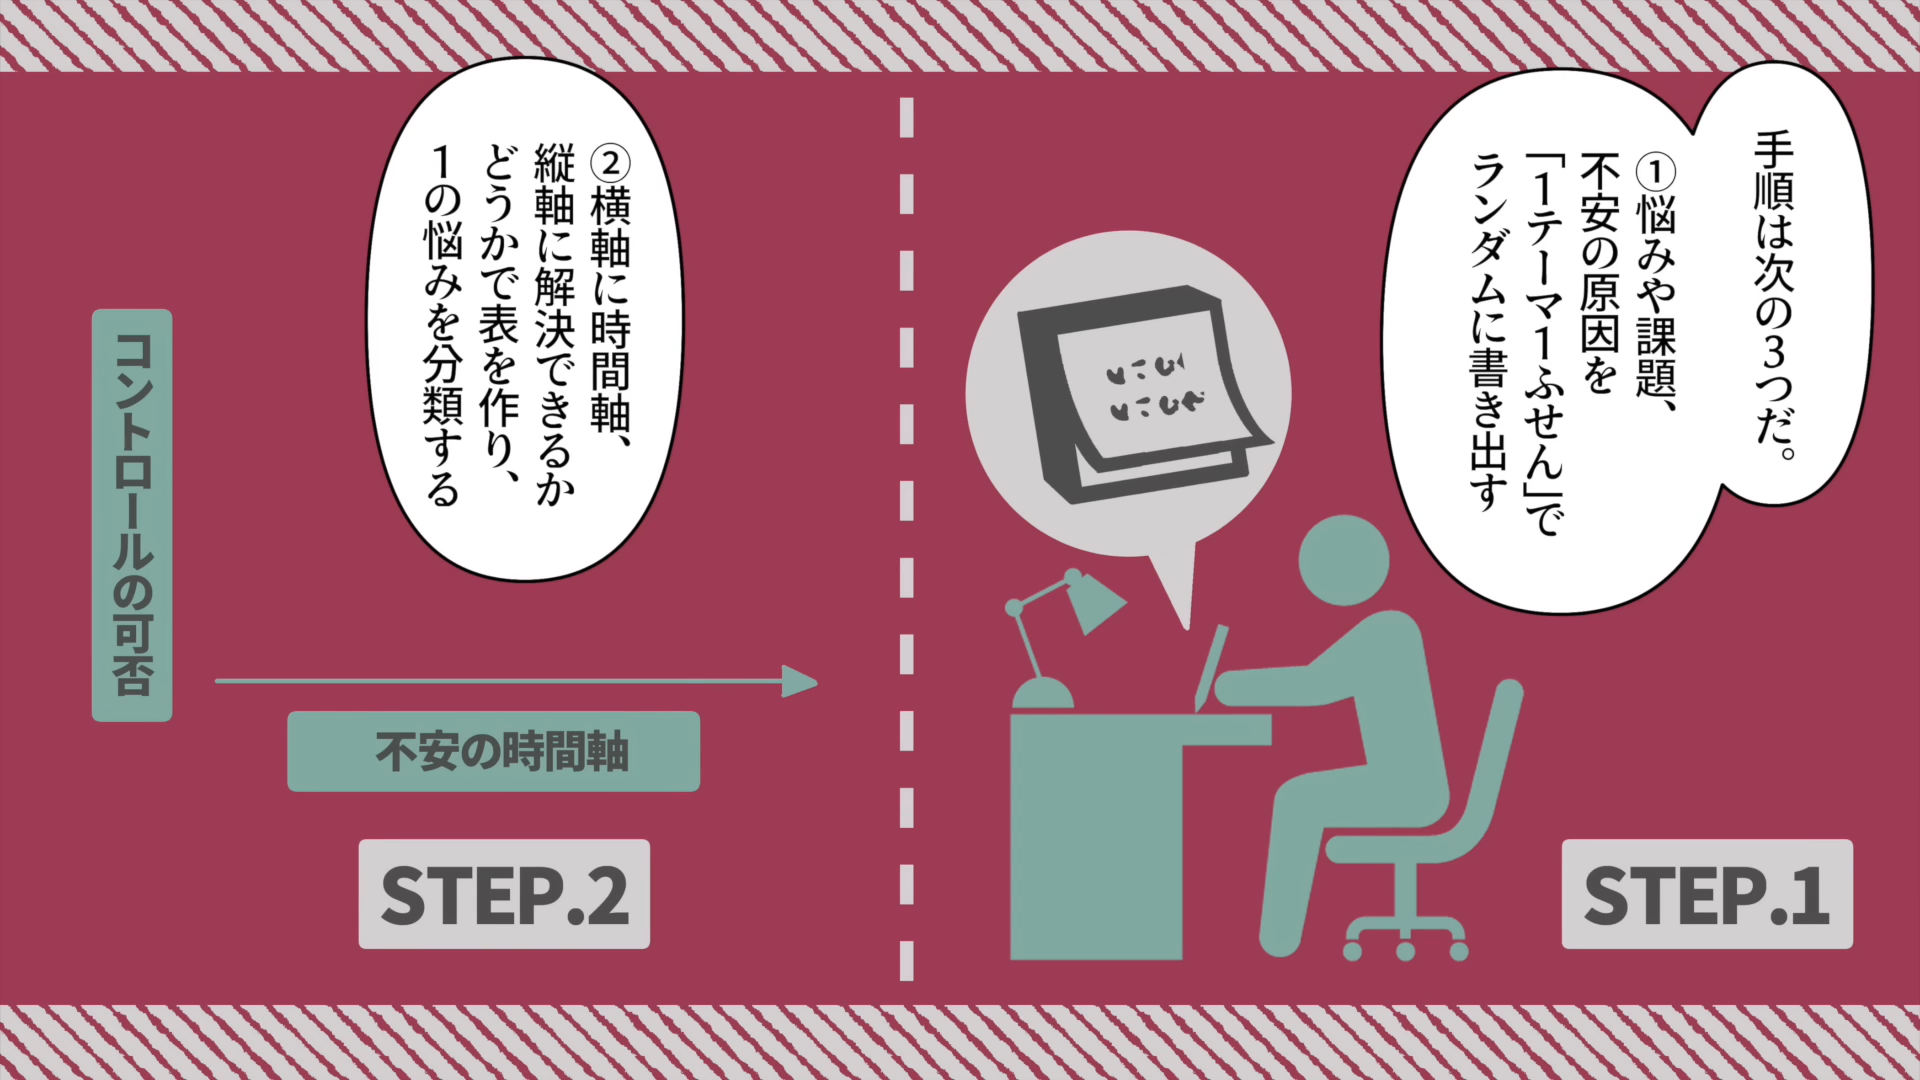 手順は次の3つだ。
①悩みや課題、
不安の原因を
「1テーマ1ふせん」で
ランダムに書き出す
STEP.1
②横軸に時間軸、
縦軸に解決できるか
どうかで表を作り、
1の悩みを分類する
コントロールの可否
不安の時間軸
STEP.2